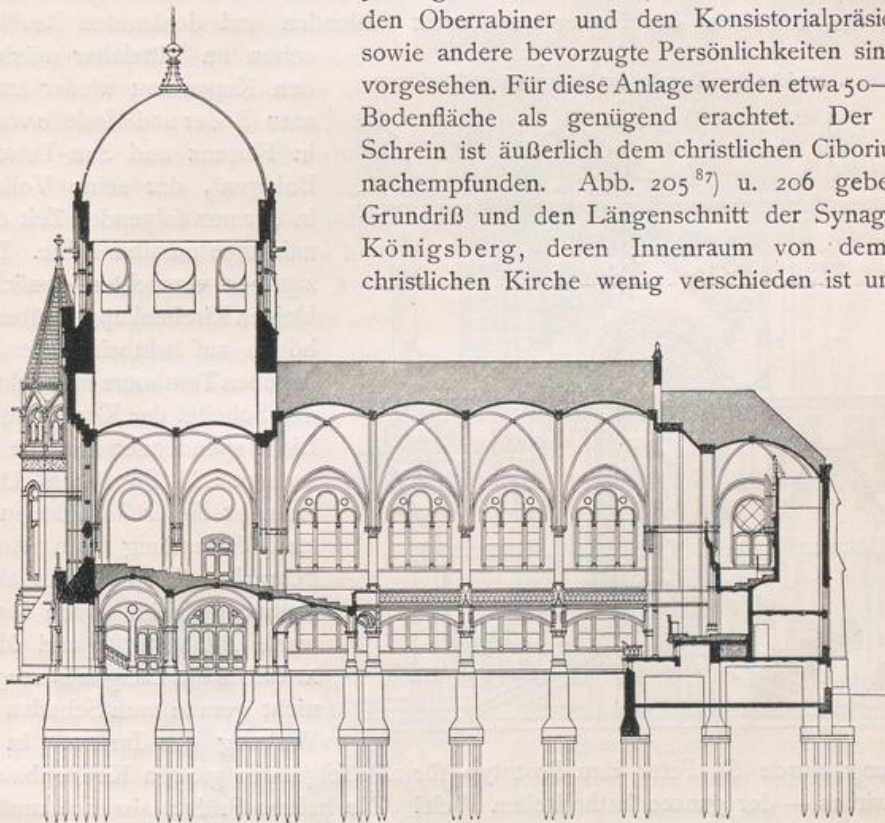 den Oberrabiner und den Konsistorialpräsid
sowie andere bevorzugte Persönlichkeiten sin
vorgesehen. Für diese Anlage werden etwa 50—
Bodenfläche als genügend erachtet. Der
Schrein ist äußerlich dem christlichen Ciboriu
nachempfunden. Abb. 205 ⁸⁷) u. 206 gebe
Grundriß und den Längenschnitt der Synag
Königsberg, deren Innenraum von dem
christlichen Kirche wenig verschieden ist un